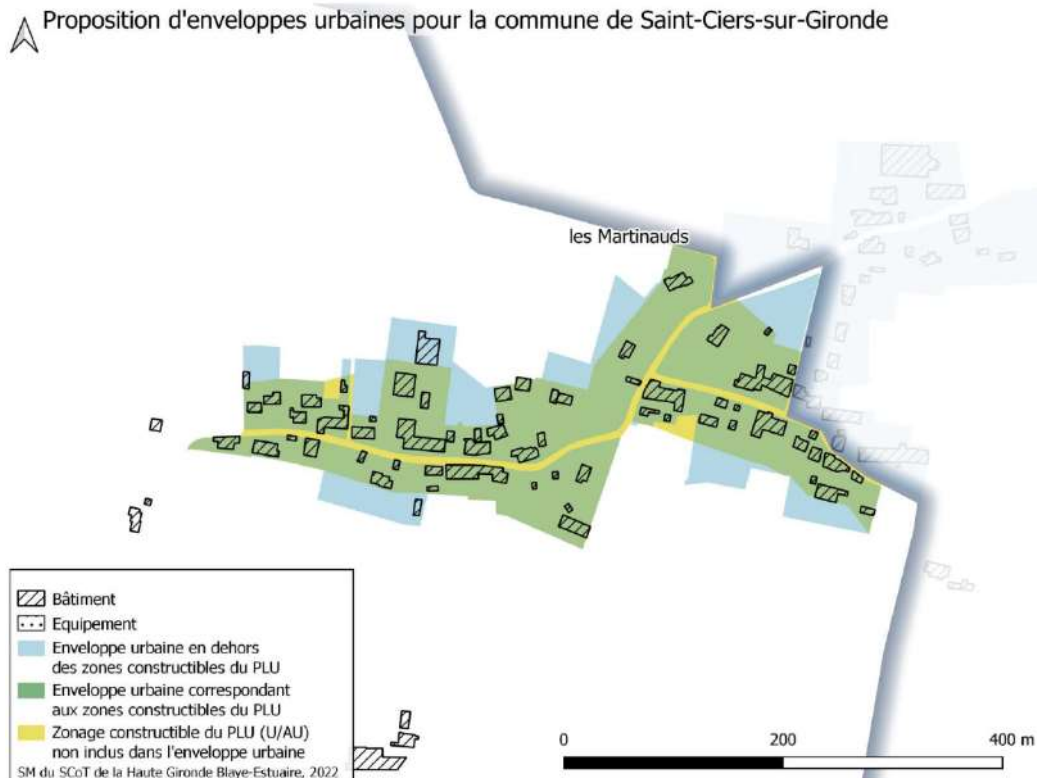 Proposition d'enveloppes urbaines pour la commune de Saint-Ciers-sur-Gironde
les Martinauds
Bâtiment
Equipement
Enveloppe urbaine en dehors
des zones constructibles du PLU
Enveloppe urbaine correspondant
aux zones constructibles du PLU
Zonage constructible du PLU (U/AU)
non inclus dans l'enveloppe urbaine
SM du SCoT de la Haute Gironde Blaye-Estuaire, 2022
0 200 400 m